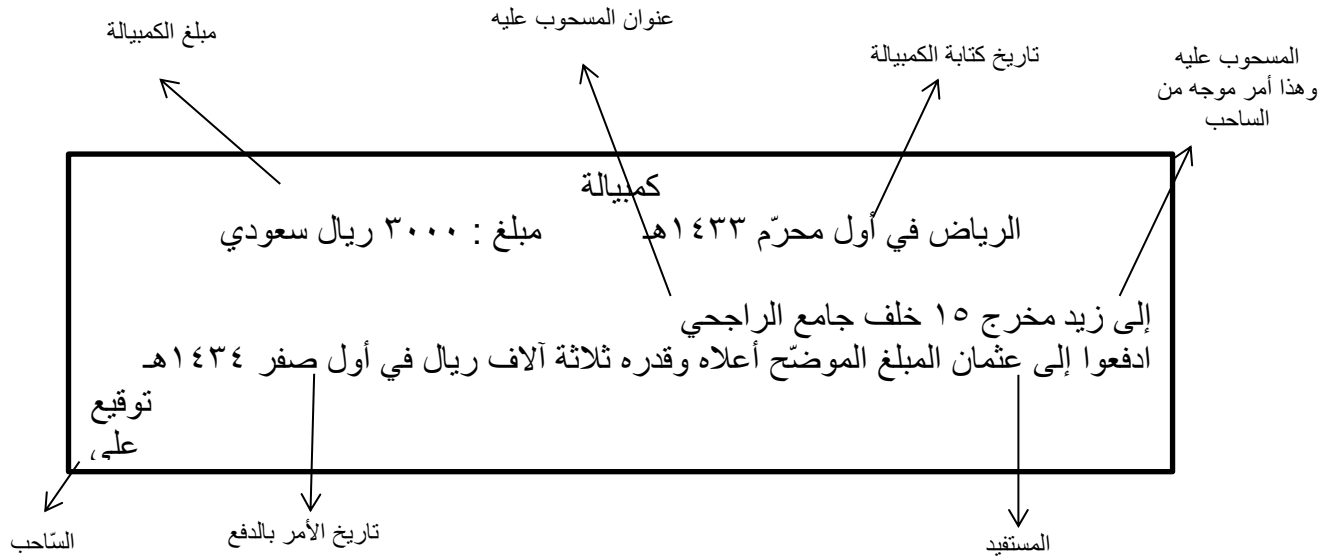 عنوان المسحوب عليه
مبلغ الكمبيالة
تاريخ كتابة الكمبيالة
المسحوب عليه
وهذا أمر موجه من
الساحب
كمبيالة
الرياض في أول محرّم ١٤٣٣هـ مبلغ : ٣٠٠٠ ريال سعودي
إلى زيد مخرج ١٥ خلف جامع الراجحي
ادفعوا إلى عثمان المبلغ الموضّح أعلاه وقدره ثلاثة آلاف ريال في أول صفر ١٤٣٤هـ
توقيع
علي
المستفيد
تاريخ الأمر بالدفع
السّاحب